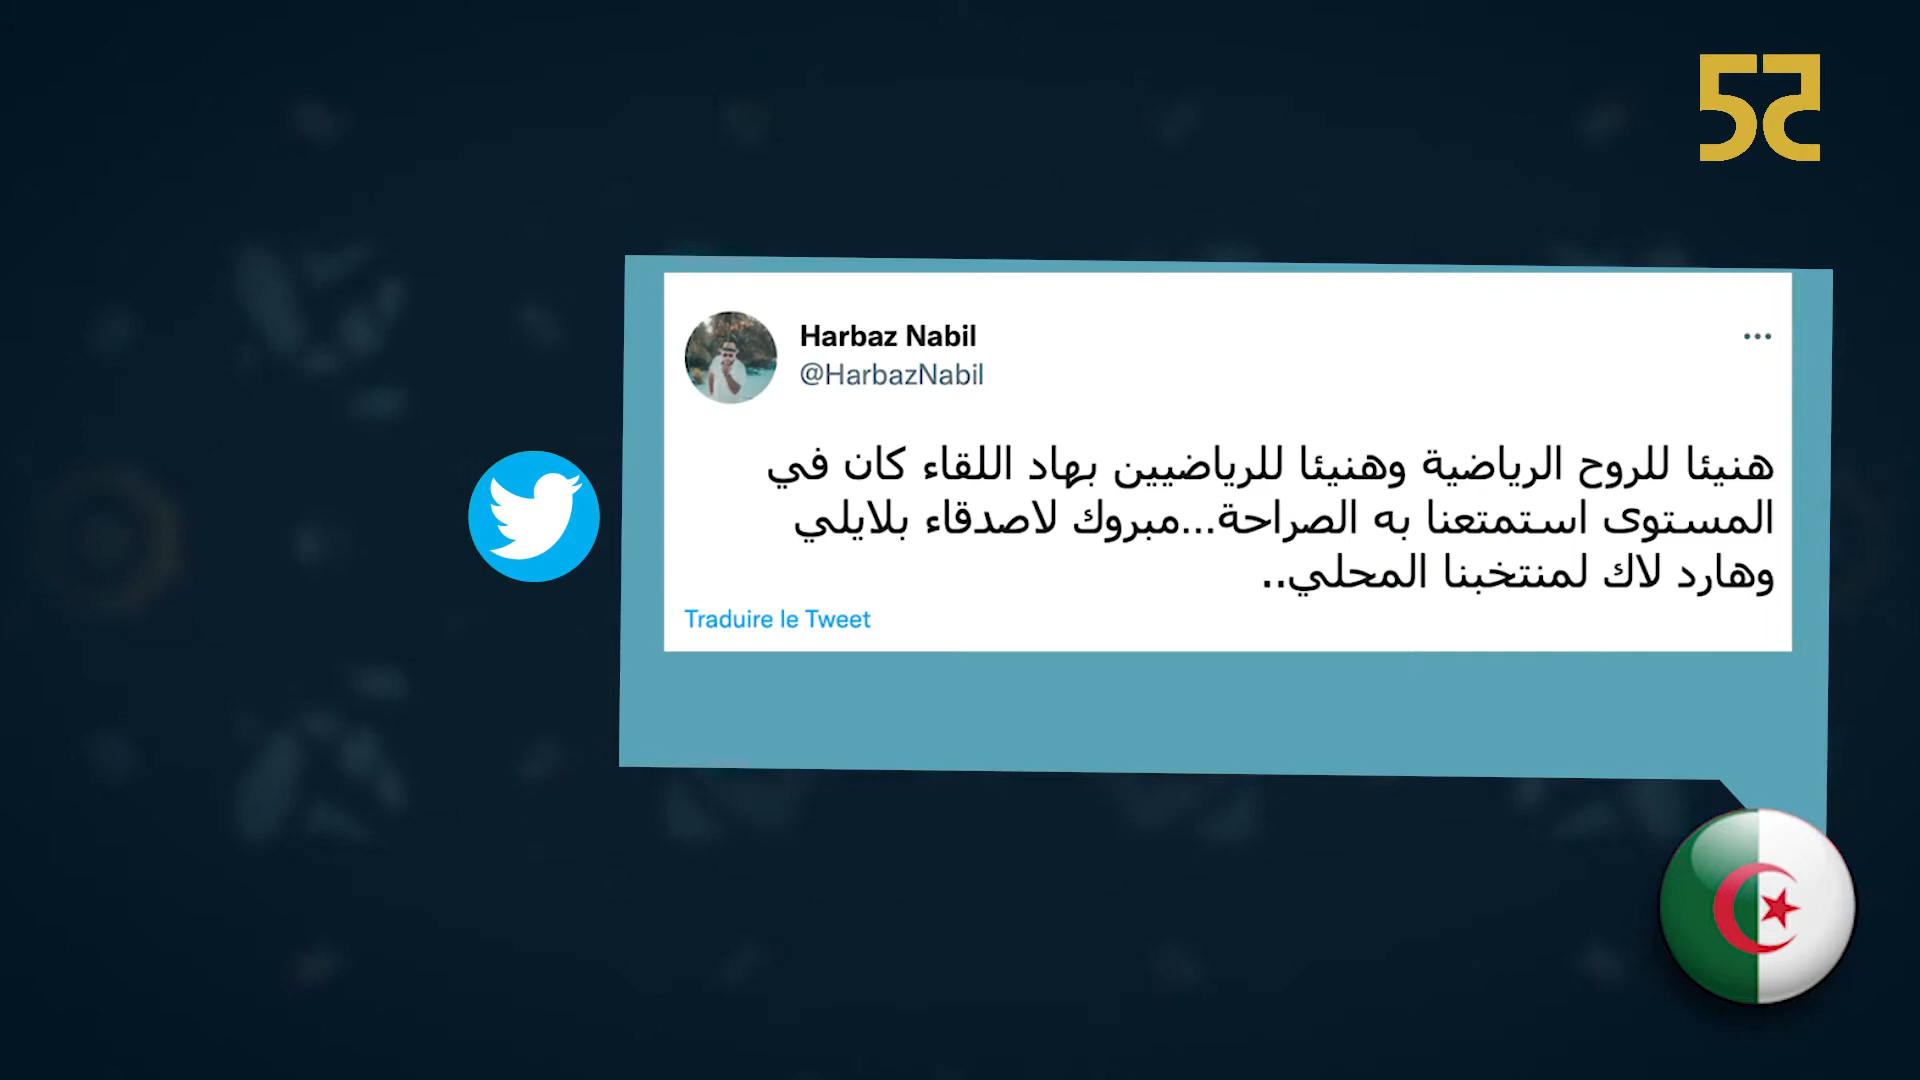 Harbaz Nabil
@HarbazNabil
هنيئا للروح الرياضية وهنيئا للرياضيين بهاد اللقاء كان في
المستوى استمتعنا به الصراحة...مبروك لاصدقاء بلايلي
وهارد لاك لمنتخبنا المحلي..
Traduire le Tweet